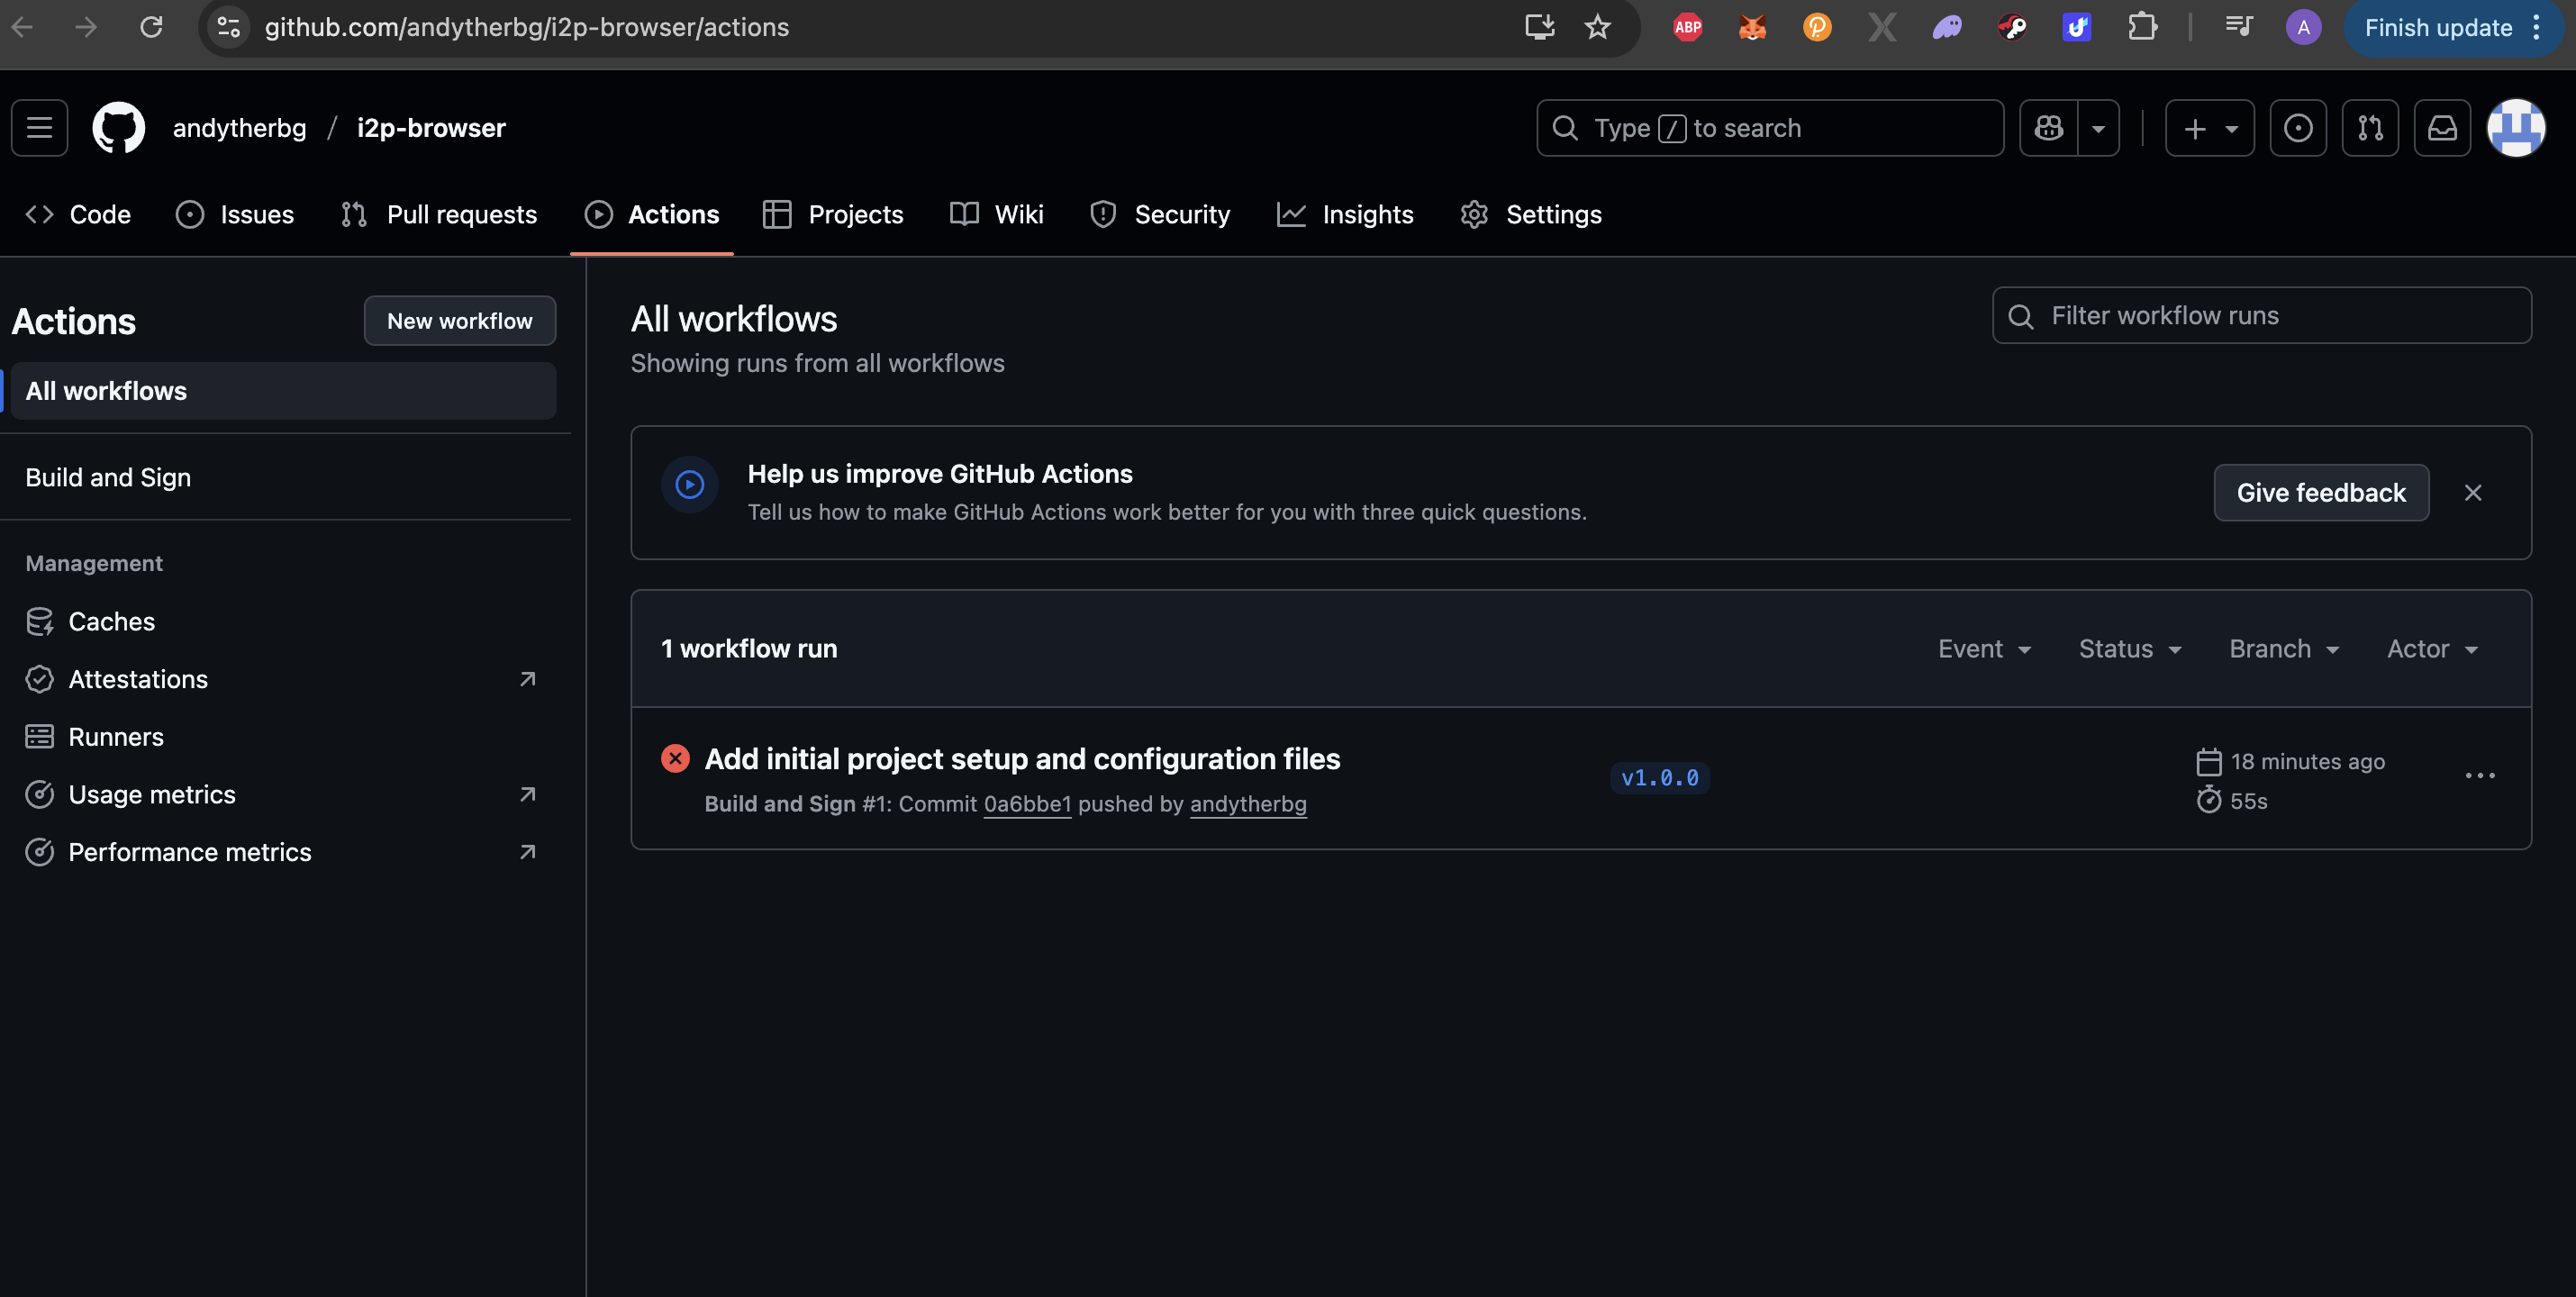 github.com/andytherbg/i2p-browser/actions
ABP
A
Finish update
andytherbg / i2p-browser
Type / to search
Code
Issues
Pull requests
Actions
Projects
Wiki
Security
Insights
Settings
Actions
New workflow
All workflows
Build and Sign
Management
Caches
Attestations
Runners
Usage metrics
Performance metrics
All workflows
Showing runs from all workflows
Filter workflow runs
Help us improve GitHub Actions
Tell us how to make GitHub Actions work better for you with three quick questions.
Give feedback
1 workflow run
Event
Status
Branch
Actor
Add initial project setup and configuration files
Build and Sign #1: Commit 0a6bbe1 pushed by andytherbg
v1.0.0
18 minutes ago
55s